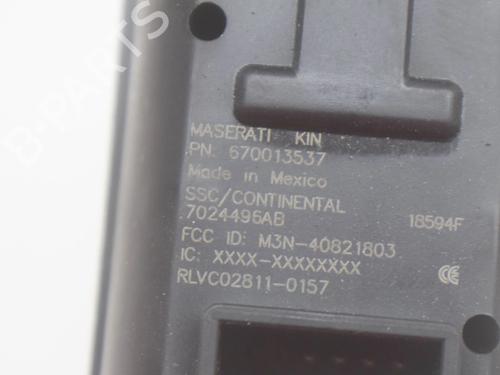 B-PARTS
MASERATI KIN
PN. 670013537
Made in Mexico
SSC/CONTINENTAL
7024496AB 18594F
FCC ID: M3N-40821803
IC: XXXX-XXXXXXXX
RLVC02811-0157
CCC